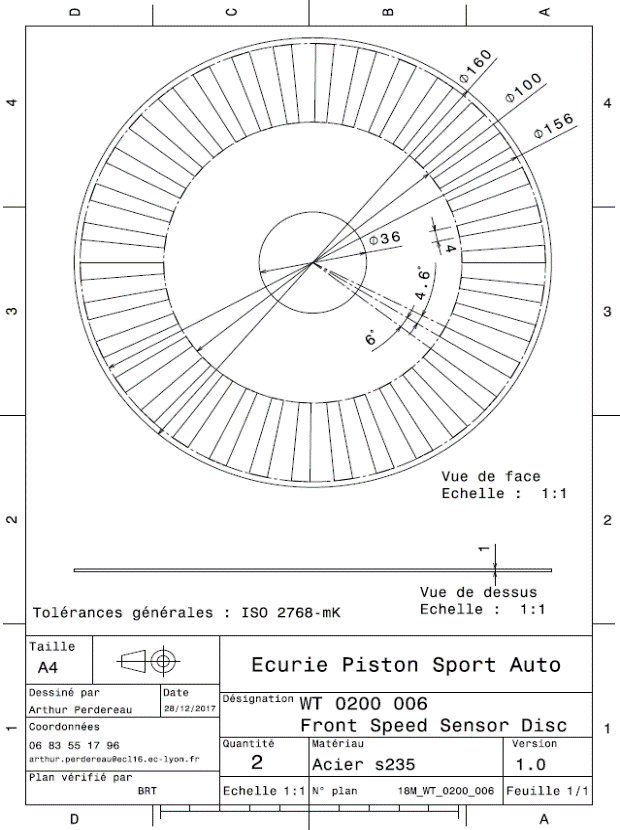 D C B A
4 4
Φ160
Φ100
Φ156
Φ36
4
4.6°
6°
3 3
Vue de face
Echelle : 1:1
2 2
1
Vue de dessus
Echelle : 1:1
Tolérances générales : ISO 2768-mK
Taille
A4
Ecurie Piston Sport Auto
Dessiné par
Arthur Perdereau
Date
28/12/2017
Désignation WT 0200 006
Front Speed Sensor Disc
Coordonnées
06 83 55 17 96
arthur.perdereau@ecl16.ec-lyon.fr
1 1
Quantité
2
Matériau
Acier s235
Version
1.0
Plan vérifié par
BRT
Echelle 1:1
N° plan 18M_WT_0200_006
Feuille 1/1
D A